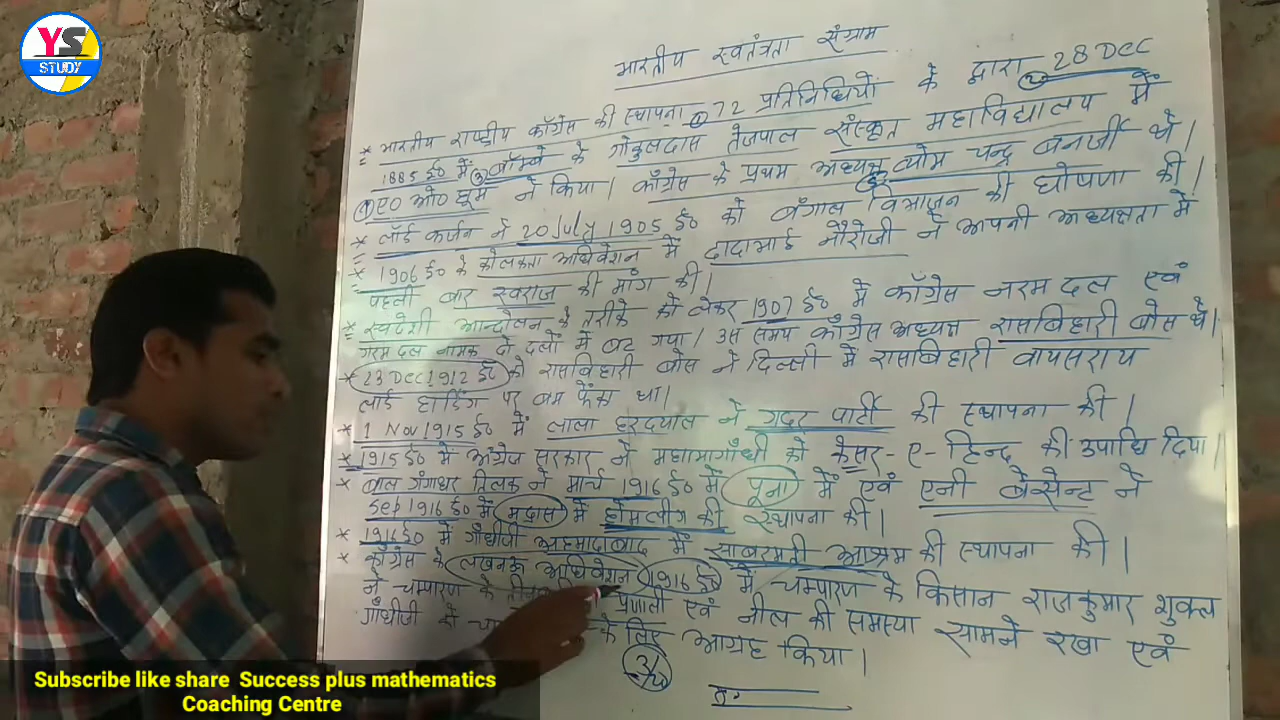 YS
STUDY
भारतीय स्वतंत्रता संग्राम
* भारतीय राष्ट्रीय काँग्रेस की स्थापना 72 प्रतिनिधियों के द्वारा 28 DEC
1885 ई० में बॉम्बे के गोकुलदास तेजपाल संस्कृत महाविद्यालय में
ए० ओ० ह्यूम ने किया। काँग्रेस के प्रथम अध्यक्ष व्योम चन्द्र बनर्जी थे।
* लॉर्ड कर्जन ने 20 July 1905 ई० को बंगाल विभाजन की घोषणा की।
* 1906 ई० के कोलकता अधिवेशन में दादाभाई नौरोजी ने अपनी अध्यक्षता में
पहली बार स्वराज की मांग की।
* स्वदेशी आन्दोलन के तरीके को लेकर 1907 ई० में काँग्रेस नरम दल एवं
गरम दल नामक दो दलों में बट गया। उस समय काँग्रेस अध्यक्ष रासबिहारी बोस थे।
* 23 DEC 1912 ई० को रासबिहारी बोस ने दिल्ली में रासबिहारी वायसराय
लार्ड हार्डिंग पर बम फेंका था।
* 1 Nov 1915 ई० में लाला हरदयाल ने गदर पार्टी की स्थापना की।
* 1915 ई० में अंग्रेज सरकार ने महात्मा गाँधी को केसर-ए-हिन्द की उपाधि दिया।
* बाल गंगाधर तिलक ने मार्च 1916 ई० में पूना में एवं एनी बेसेन्ट ने
Sep 1916 ई० में मद्रास में होमलीग की स्थापना की।
* 1916 ई० में गाँधीजी अहमदाबाद में साबरमती आश्रम की स्थापना की।
* काँग्रेस के लखनऊ अधिवेशन 1916 ई० में चम्पारण के किसान राजकुमार शुक्ल
ने चम्पारण के प्रणाली एवं नील की समस्या सामने रखा एवं
गाँधीजी को के लिए आग्रह किया।
Subscribe like share Success plus mathematics
Coaching Centre